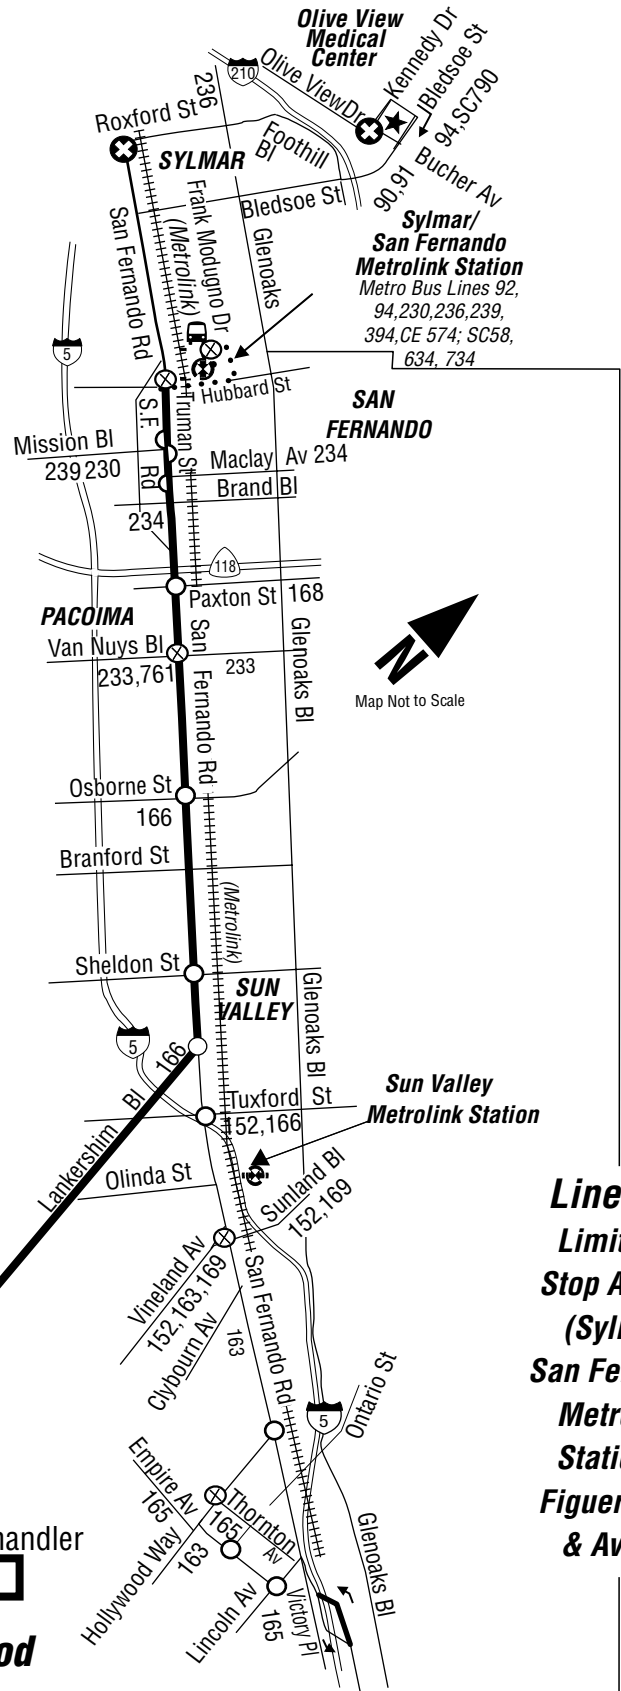 Olive View
Medical
Center
Kennedy Dr
Bledsoe St
94,SC790
Olive View Dr
236
210
Roxford St
Foothill
Bl
SYLMAR
Bucher Av
90,91
Bledsoe St
Frank Modugno Dr
(Metrolink)
San Fernando Rd
Glenoaks
Sylmar/
San Fernando
Metrolink Station
Metro Bus Lines 92,
94,230,236,239,
394,CE 574; SC58,
634, 734
5
Hubbard St
S.F.
Rd
Truman St
SAN
FERNANDO
Mission Bl
239 230
Maclay Av 234
Brand Bl
234
118
Paxton St 168
PACOIMA
Van Nuys Bl
233,761
233
San
Fernando Rd
Glenoaks Bl
N
Map Not to Scale
Osborne St
166
Branford St
(Metrolink)
Sheldon St
SUN
VALLEY
Glenoaks Bl
5
166
Lankershim Bl
Tuxford St
152,166
Sun Valley
Metrolink Station
Olinda St
Sunland Bl
152,169
Vineland Av
152,163,169
Clybourn Av
163
San Fernando Rd
5
Ontario St
Empire Av
165
Thornton
Av
165
163
Hollywood Way
Lincoln Av
165
Victory Pl
Glenoaks Bl
Line
Limit
Stop A
(Syl
San Fe
Metr
Stati
Figuer
& Av
handler
od